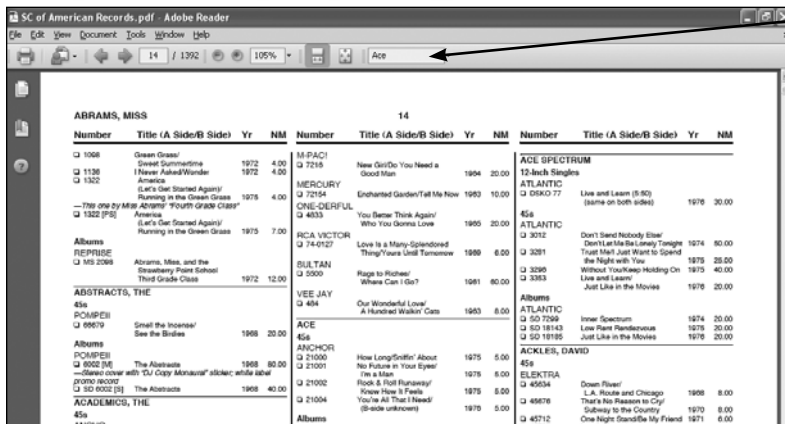 SC of American Records.pdf - Adobe Reader
File Edit View Document Tools Window Help
14 / 1392 105% Ace
ABRAMS, MISS 14
Number Title (A Side/B Side) Yr NM
1098 Green Grass/
Sweet Summertime 1972 4.00
1136 I Never Asked/Wonder 1972 4.00
1322 America
(Let's Get Started Again)/
Running in the Green Grass 1975 4.00
—This one by Miss Abrams' "Fourth Grade Class"
1322 [PS] America
(Let's Get Started Again)/
Running in the Green Grass 1975 7.00
Albums
REPRISE
MS 2098 Abrams, Miss, and the
Strawberry Point School
Third Grade Class 1972 12.00
ABSTRACTS, THE
45s
POMPEII
66679 Smell the Incense/
See the Birdies 1968 20.00
Albums
POMPEII
6002 [M] The Abstracts 1968 80.00
—Stereo cover with "DJ Copy Monaural" sticker; white label
promo record
SD 6002 [S] The Abstracts 1968 40.00
ACADEMICS, THE
45s
Number Title (A Side/B Side) Yr NM
M-PAC!
7216 New Girl/Do You Need a
Good Man 1964 20.00
MERCURY
72154 Enchanted Garden/Tell Me Now 1963 10.00
ONE-DERFUL
4833 You Better Think Again/
Who You Gonna Love 1965 20.00
RCA VICTOR
74-0127 Love Is a Many-Splendored
Thing/Yours Until Tomorrow 1969 6.00
SULTAN
5500 Rags to Riches/
Where Can I Go? 1961 60.00
VEE JAY
484 Our Wonderful Love/
A Hundred Walkin' Cats 1963 8.00
ACE
45s
ANCHOR
21000 How Long/Sniffin' About 1975 5.00
21001 No Future in Your Eyes/
I'm a Man 1975 5.00
21002 Rock & Roll Runaway/
Know How It Feels 1975 5.00
21004 You're All That I Need/
(B-side unknown) 1976 5.00
Albums
Number Title (A Side/B Side) Yr NM
ACE SPECTRUM
12-Inch Singles
ATLANTIC
DSKO 77 Live and Learn (5:50)
(same on both sides) 1976 30.00
45s
ATLANTIC
3012 Don't Send Nobody Else/
Don't Let Me Be Lonely Tonight 1974 50.00
3281 Trust Me/I Just Want to Spend
the Night with You 1975 25.00
3296 Without You/Keep Holding On 1975 40.00
3353 Live and Learn/
Just Like in the Movies 1976 20.00
Albums
ATLANTIC
SD 7299 Inner Spectrum 1974 20.00
SD 18143 Low Rent Rendezvous 1975 20.00
SD 18185 Just Like in the Movies 1976 20.00
ACKLES, DAVID
45s
ELEKTRA
45634 Down River/
L.A. Route and Chicago 1968 8.00
45676 That's No Reason to Cry/
Subway to the Country 1970 8.00
45712 One Night Stand/Be My Friend 1971 6.00